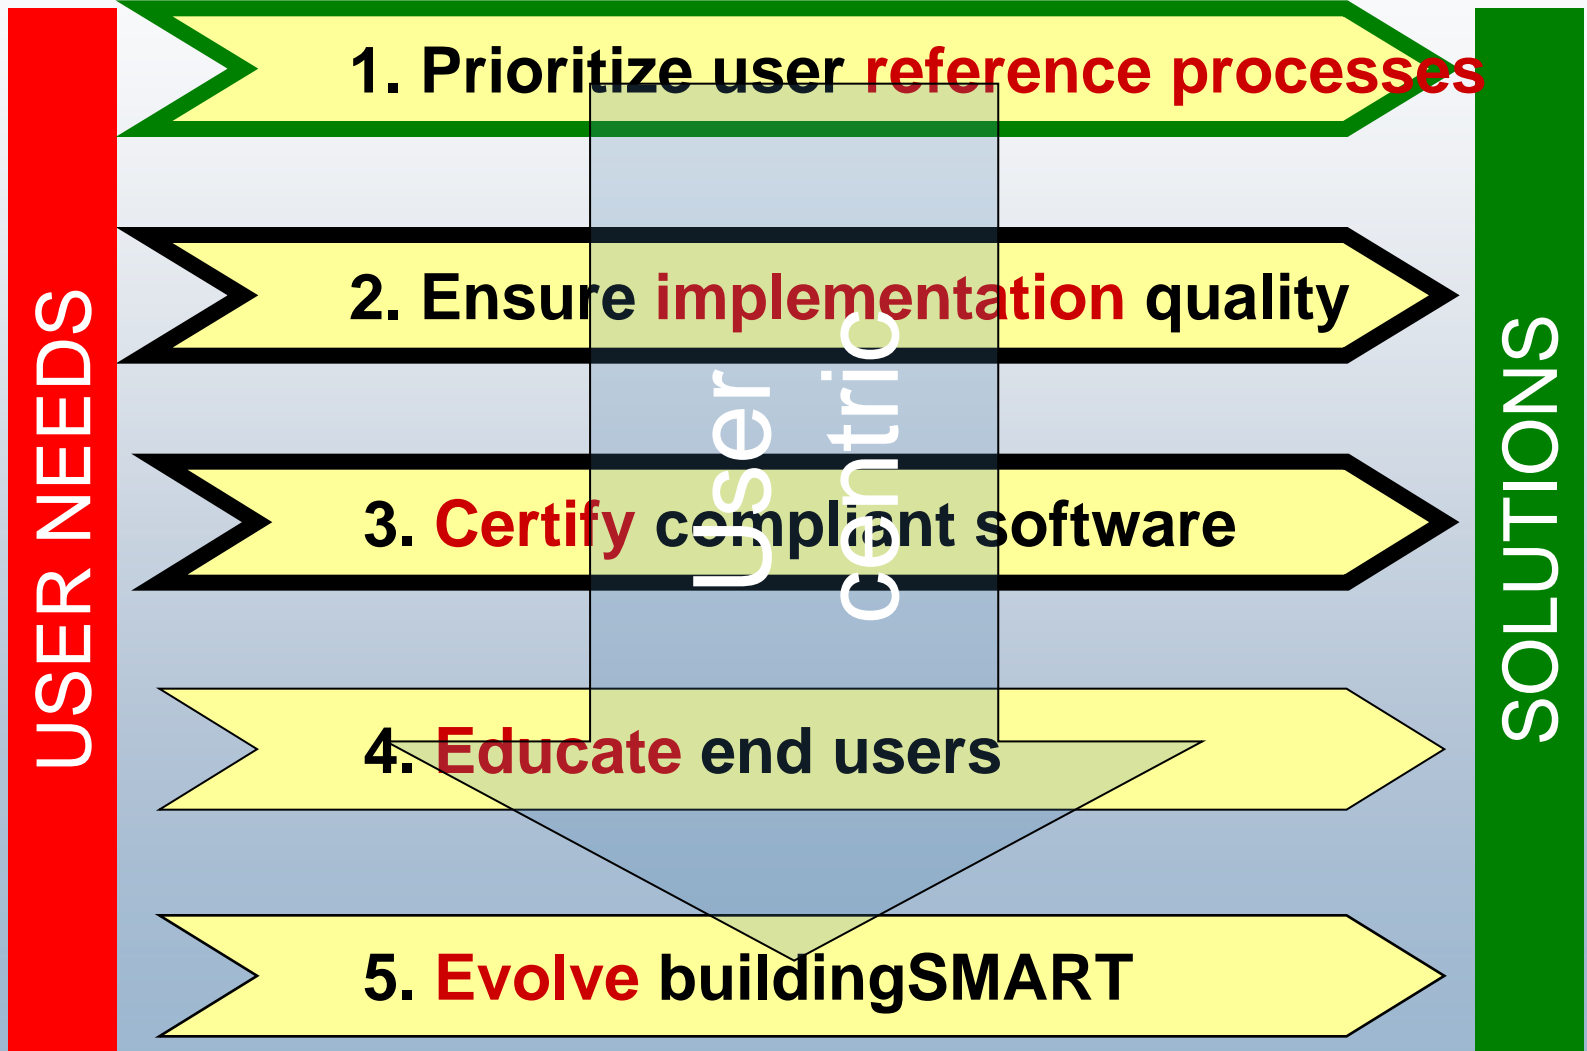 USER NEEDS
1. Prioritize user reference processes
2. Ensure implementation quality
3. Certify compliant software
4. Educate end users
5. Evolve buildingSMART
User
centric
SOLUTIONS